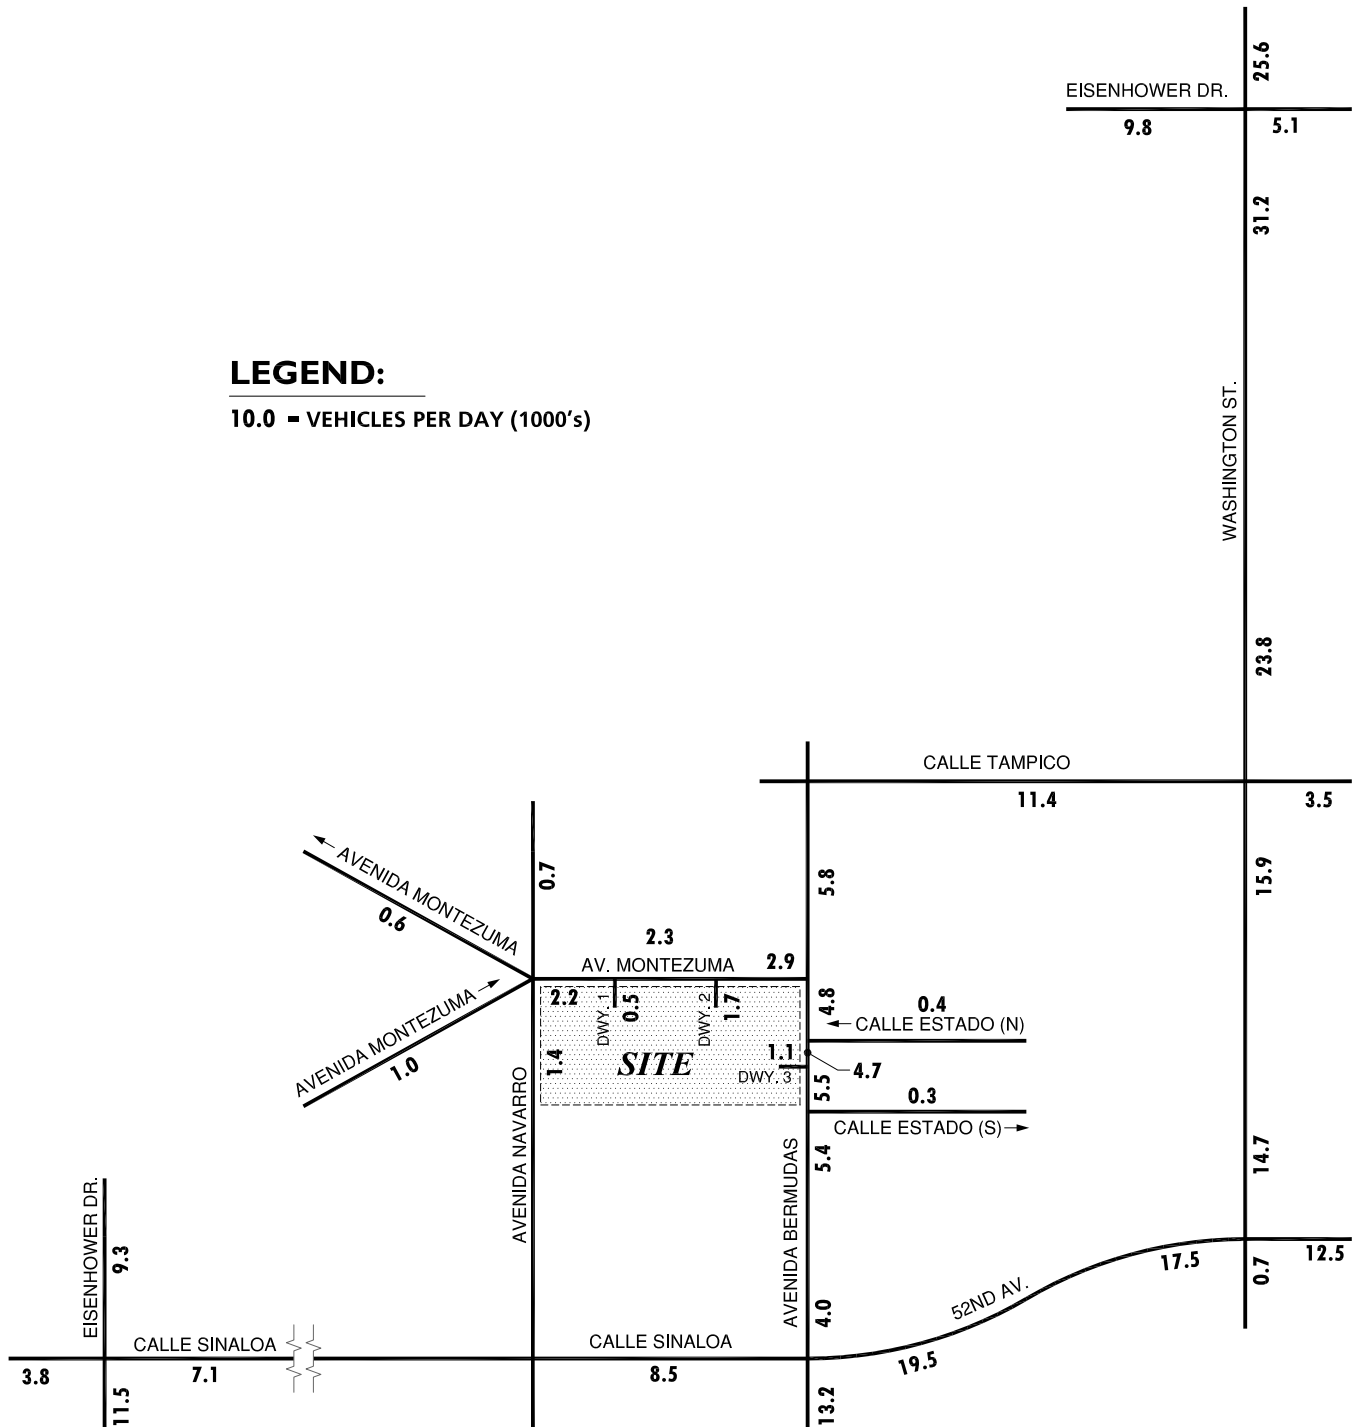 25.6
EISENHOWER DR.
9.8
5.1
31.2
WASHINGTON ST.
LEGEND:
10.0 = VEHICLES PER DAY (1000's)
23.8
CALLE TAMPICO
11.4
3.5
15.9
5.8
0.7
← AVENIDA MONTEZUMA
0.6
2.3
AV. MONTEZUMA
2.9
2.2
DWY. 1
0.5
DWY. 2
1.7
4.8
0.4
← CALLE ESTADO (N)
AVENIDA MONTEZUMA →
1.0
1.4
SITE
1.1
DWY. 3
4.7
5.5
0.3
CALLE ESTADO (S) →
AVENIDA NAVARRO
AVENIDA BERMUDAS
5.4
14.7
EISENHOWER DR.
9.3
17.5
12.5
0.7
52ND AV.
4.0
CALLE SINALOA
CALLE SINALOA
3.8
7.1
8.5
19.5
11.5
13.2